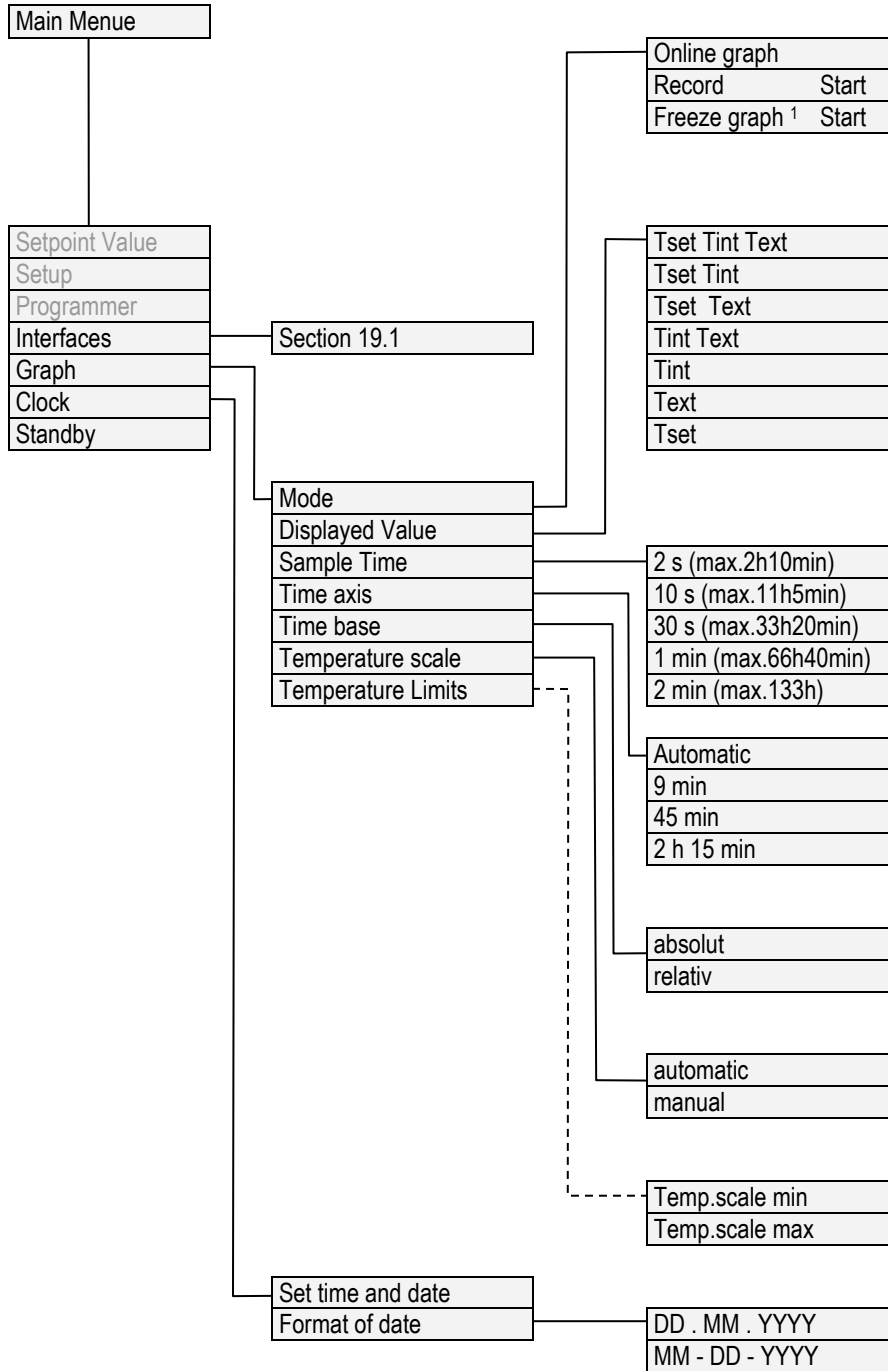 Main Menue
Online graph
Record Start
Freeze graph ¹ Start
Setpoint Value
Setup
Programmer
Interfaces
Graph
Clock
Standby
Section 19.1
Tset Tint Text
Tset Tint
Tset Text
Tint Text
Tint
Text
Tset
Mode
Displayed Value
Sample Time
Time axis
Time base
Temperature scale
Temperature Limits
2 s (max.2h10min)
10 s (max.11h5min)
30 s (max.33h20min)
1 min (max.66h40min)
2 min (max.133h)
Automatic
9 min
45 min
2 h 15 min
absolut
relativ
automatic
manual
Temp.scale min
Temp.scale max
Set time and date
Format of date
DD . MM . YYYY
MM - DD - YYYY